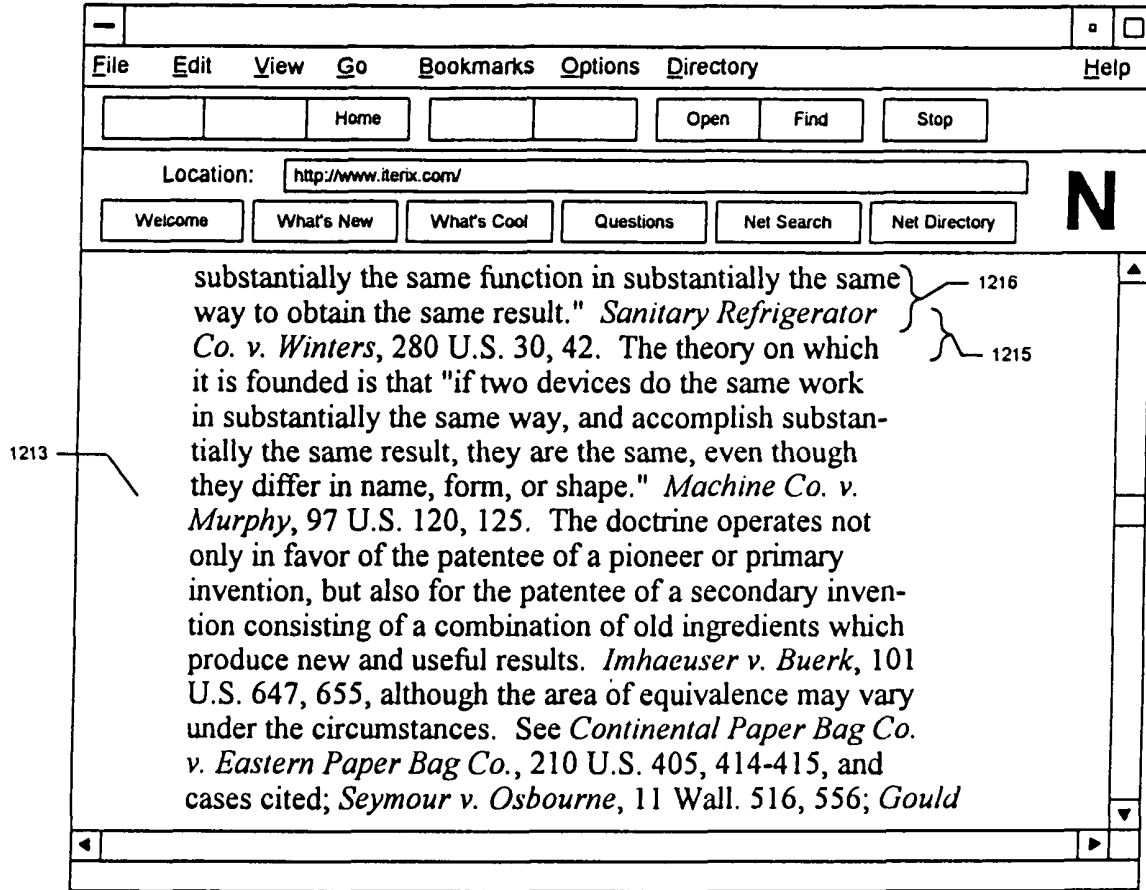 File Edit View Go Bookmarks Options Directory Help
Home Open Find Stop
Location: http://www.iterix.com/
N
Welcome What's New What's Cool Questions Net Search Net Directory
substantially the same function in substantially the same
1216
way to obtain the same result." Sanitary Refrigerator
Co. v. Winters, 280 U.S. 30, 42. The theory on which
1215
it is founded is that "if two devices do the same work
in substantially the same way, and accomplish substan-
tially the same result, they are the same, even though
1213
they differ in name, form, or shape." Machine Co. v.
Murphy, 97 U.S. 120, 125. The doctrine operates not
only in favor of the patentee of a pioneer or primary
invention, but also for the patentee of a secondary inven-
tion consisting of a combination of old ingredients which
produce new and useful results. Imhaeuser v. Buerk, 101
U.S. 647, 655, although the area of equivalence may vary
under the circumstances. See Continental Paper Bag Co.
v. Eastern Paper Bag Co., 210 U.S. 405, 414-415, and
cases cited; Seymour v. Osbourne, 11 Wall. 516, 556; Gould